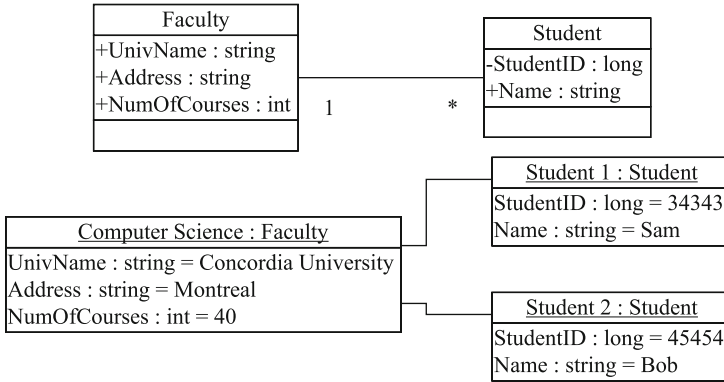 Faculty
+UnivName : string
+Address : string
+NumOfCourses : int
1
*
Student
-StudentID : long
+Name : string
Computer Science : Faculty
UnivName : string = Concordia University
Address : string = Montreal
NumOfCourses : int = 40
Student 1 : Student
StudentID : long = 34343
Name : string = Sam
Student 2 : Student
StudentID : long = 45454
Name : string = Bob